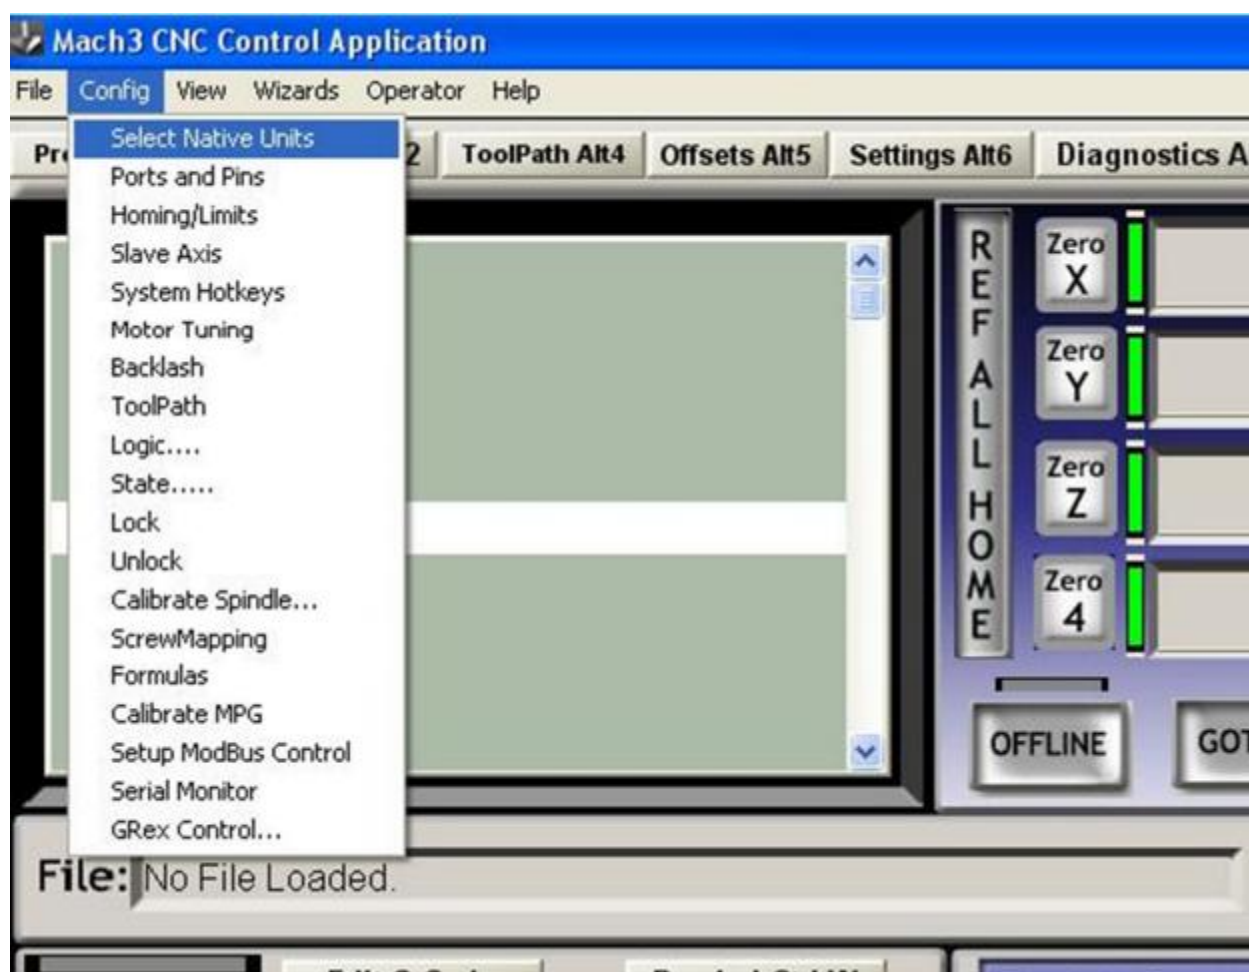 Mach3 CNC Control Application
File Config View Wizards Operator Help
Select Native Units
2 ToolPath Alt4 Offsets Alt5 Settings Alt6 Diagnostics A
Ports and Pins
Homing/Limits
Slave Axis
System Hotkeys
Motor Tuning
Backlash
ToolPath
Logic....
State.....
Lock
Unlock
Calibrate Spindle...
ScrewMapping
Formulas
Calibrate MPG
Setup ModBus Control
Serial Monitor
GRex Control...
REF ALL HOME
Zero
X
Zero
Y
Zero
Z
Zero
4
OFFLINE
GOT
File: No File Loaded.